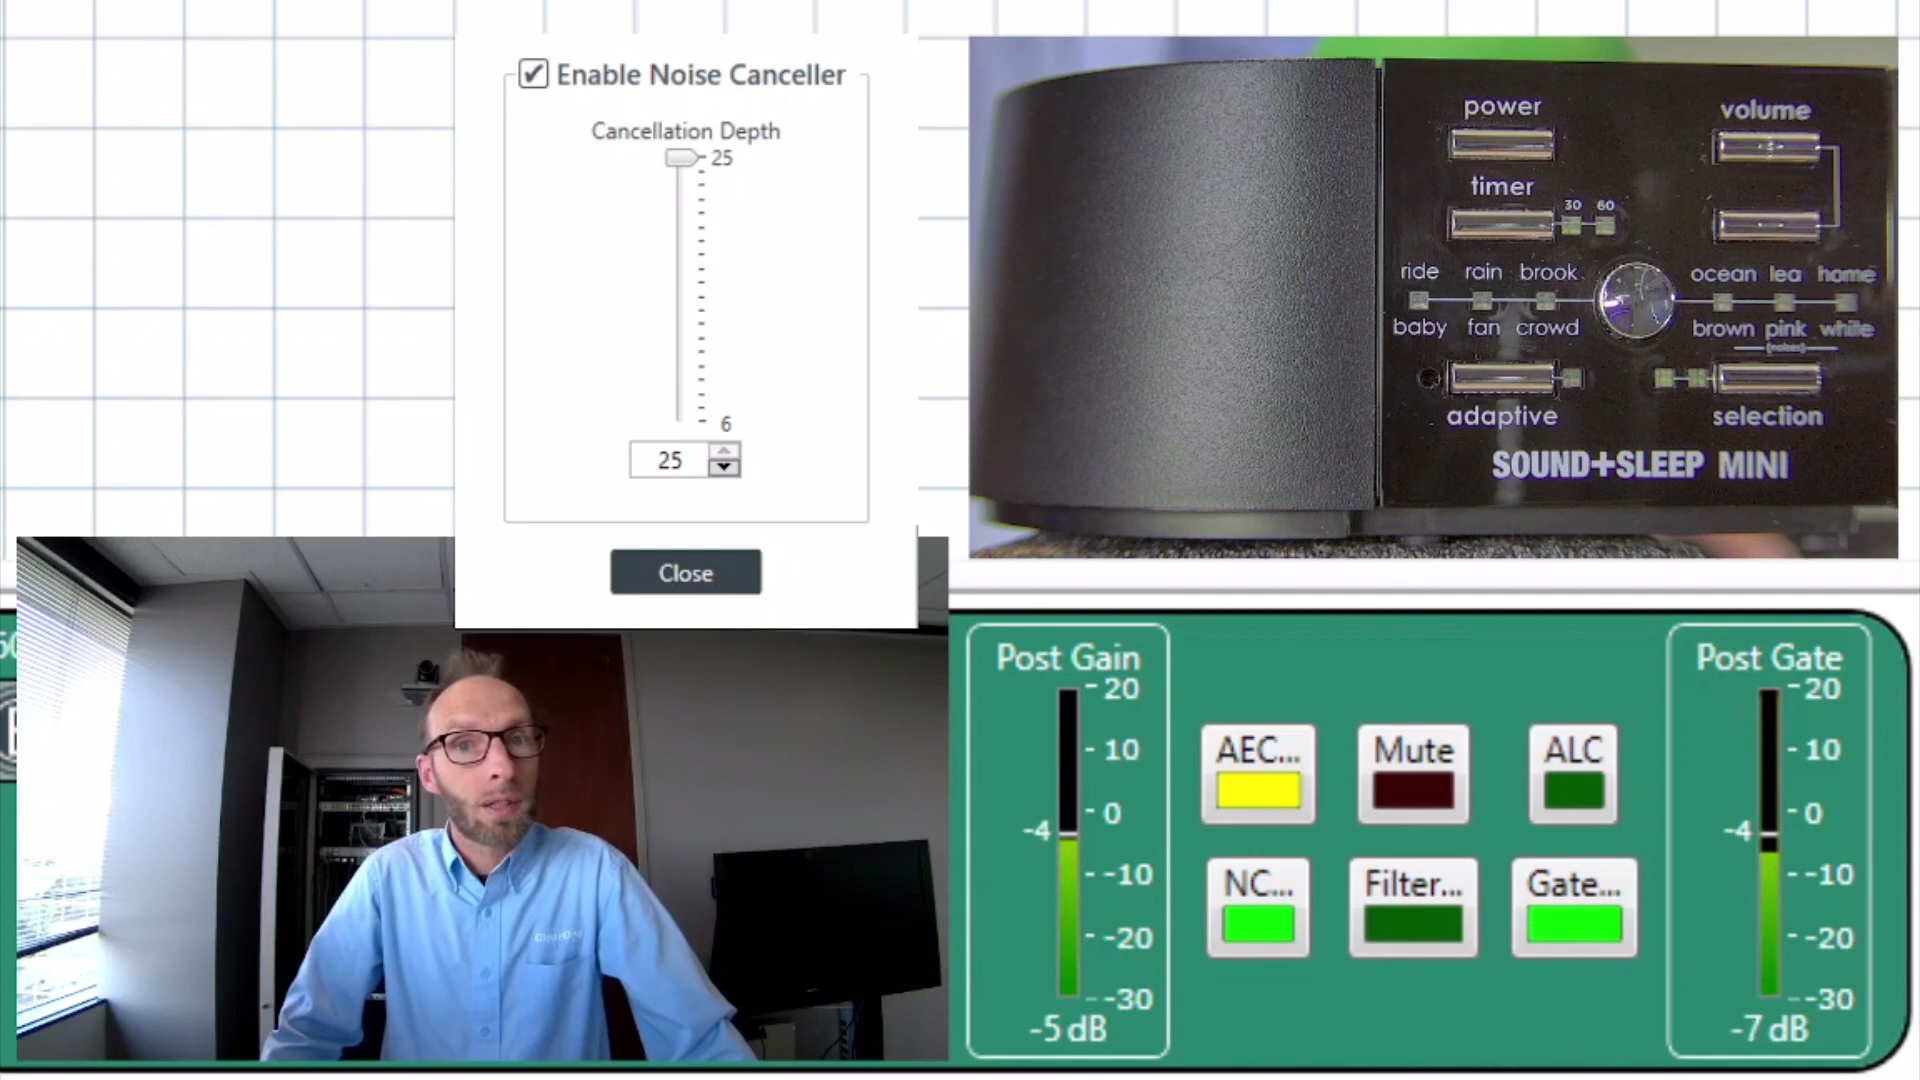 Enable Noise Canceller
Cancellation Depth
25
6
25
Close
power
volume
timer
30 60
ride rain brook
ocean lea home
baby fan crowd
brown pink white
(noises)
adaptive
selection
SOUND+SLEEP MINI
Post Gain
20
10
0
-4
-10
-20
-30
-5 dB
AEC...
Mute
ALC
NC...
Filter...
Gate...
Post Gate
20
10
0
-4
-10
-20
-30
-7 dB